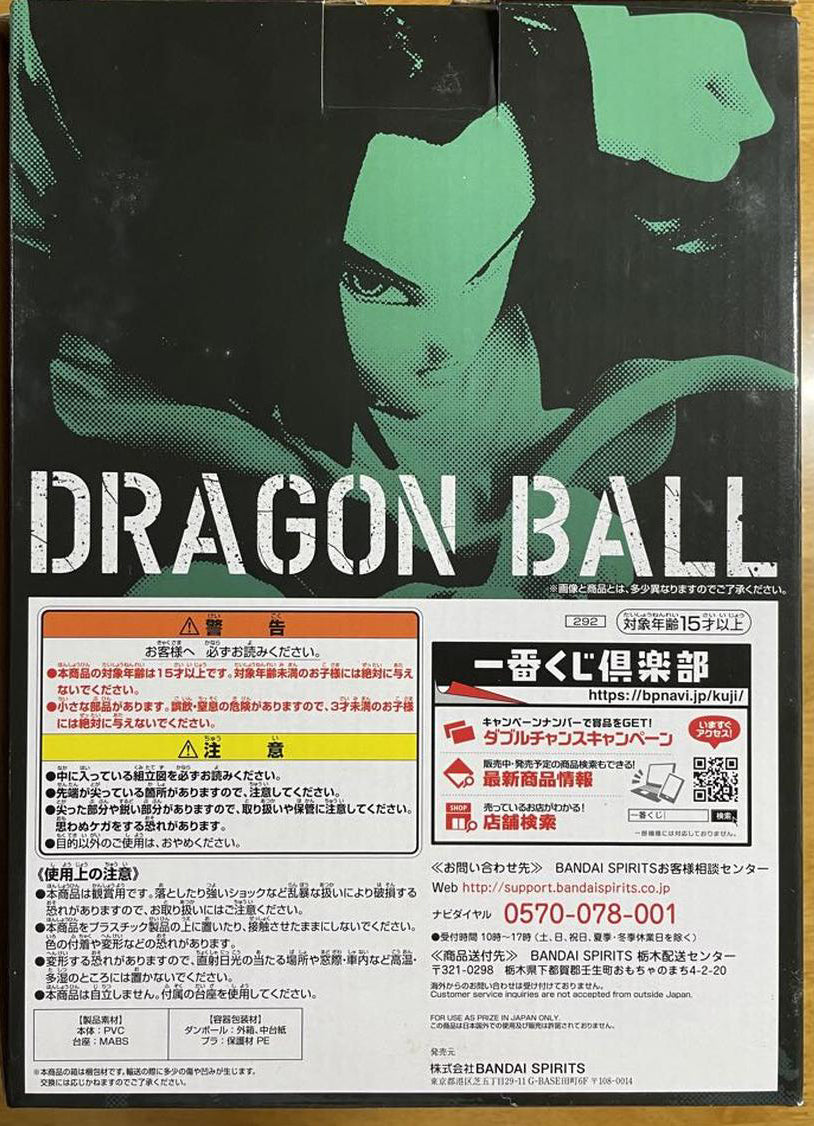 DRAGON BALL
※画像と商品とは、多少異なりますのでご了承ください。
⚠警告
お客様へ 必ずお読みください。
●本商品の対象年齢は15才以上です。対象年齢未満のお子様には絶対に与え
ないでください。
●小さな部品があります。誤飲・窒息の危険がありますので、3才未満のお子様
には絶対に与えないでください。
⚠注意
●中に入っている組立図を必ずお読みください。
●先端が尖っている箇所がありますので、注意してください。
●尖った部分や鋭い部分がありますので、取り扱いや保管に注意してください。
思わぬケガをする恐れがあります。
●目的以外のご使用は、おやめください。
《使用上の注意》
●本商品は観賞用です。落としたり強いショックなど乱暴な扱いにより破損する
恐れがありますので、お取り扱いにはご注意ください。
●本商品をプラスチック製品の上に置いたり、接触させたままにしないでください。
色の付着や変形などの恐れがあります。
●変形する恐れがありますので、直射日光の当たる場所や窓際・車内など高温・
多湿のところには置かないでください。
●本商品は自立しません。付属の台座を使用してください。
【製品素材】
本体：PVC
台座：MABS
【容器包装材】
ダンボール：外箱、中台紙
プラ：保護材 PE
※本商品の箱は梱包材です。輸送の際に多少の傷や凹みが生じます。
交換には応じかねますのでご了承ください。
292
対象年齢15才以上
一番くじ倶楽部
https://bpnavi.jp/kuji/
キャンペーンナンバーで賞品をGET!
ダブルチャンスキャンペーン
いますぐ
アクセス!
販売中・発売予定の商品検索もできる!
最新商品情報
SHOP
売っているお店がわかる!
店舗検索
一番くじ
検索
一部機種には対応しておりません。
≪お問い合わせ先≫ BANDAI SPIRITSお客様相談センター
Web http://support.bandaispirits.co.jp
ナビダイヤル 0570-078-001
●受付時間 10時〜17時(土、日、祝日、夏季・冬季休業日を除く)
≪商品送付先≫ BANDAI SPIRITS 栃木配送センター
〒321-0298 栃木県下都賀郡壬生町おもちゃのまち4-2-20
海外からのお問い合わせは受け付けておりません。
Customer service inquiries are not accepted from outside Japan.
FOR USE AS PRIZE IN JAPAN ONLY.
この商品は日本国外での使用及び販売は許諾されておりません。
発売元
株式会社BANDAI SPIRITS
東京都港区芝五丁目29-11 G-BASE田町6F 〒108-0014